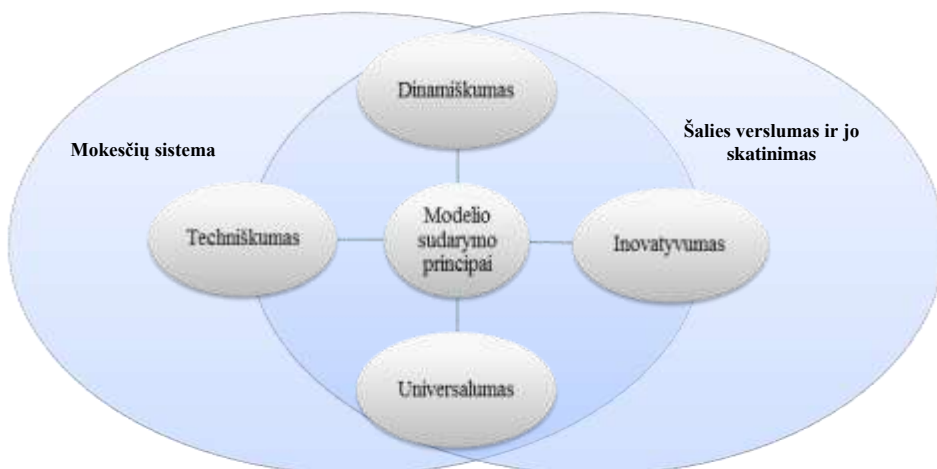 Dinamiškumas
Mokesčių sistema
Šalies verslumas ir jo
skatinimas
Techniškumas
Modelio
sudarymo
principai
Inovatyvumas
Universalumas